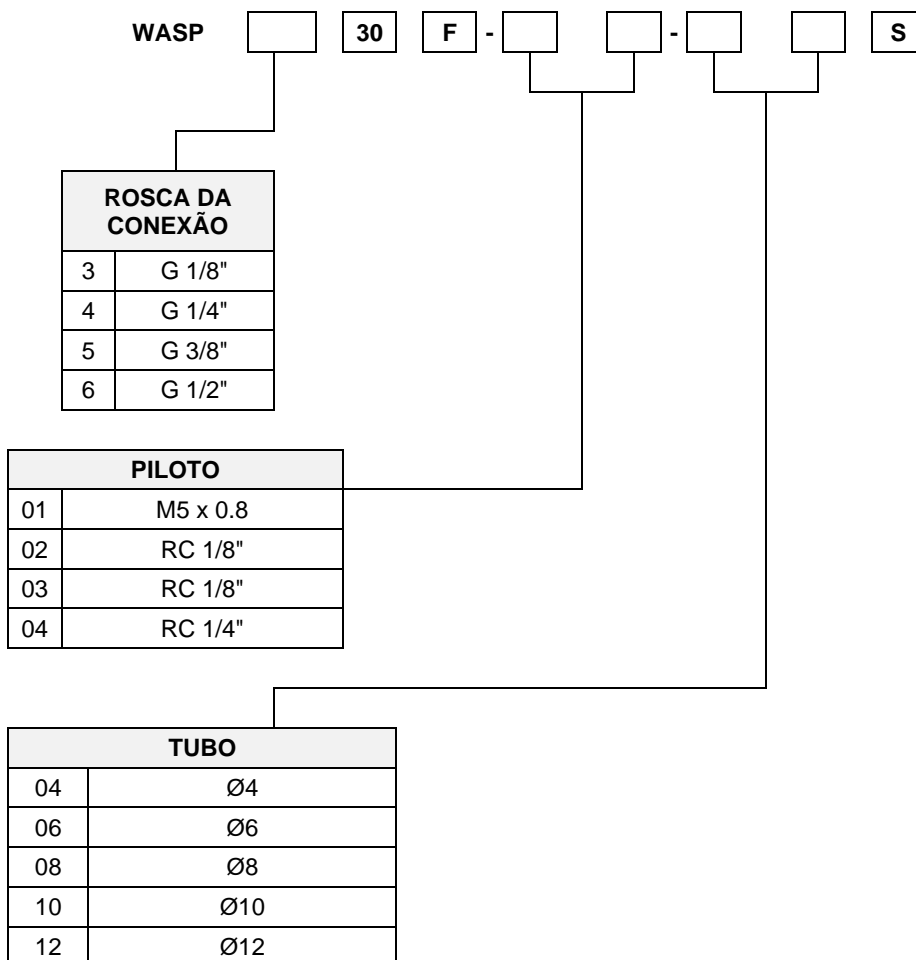 WASP 30 F - - S
ROSCA DA
CONEXÃO
3 G 1/8"
4 G 1/4"
5 G 3/8"
6 G 1/2"
PILOTO
01 M5 x 0.8
02 RC 1/8"
03 RC 1/8"
04 RC 1/4"
TUBO
04 Ø4
06 Ø6
08 Ø8
10 Ø10
12 Ø12